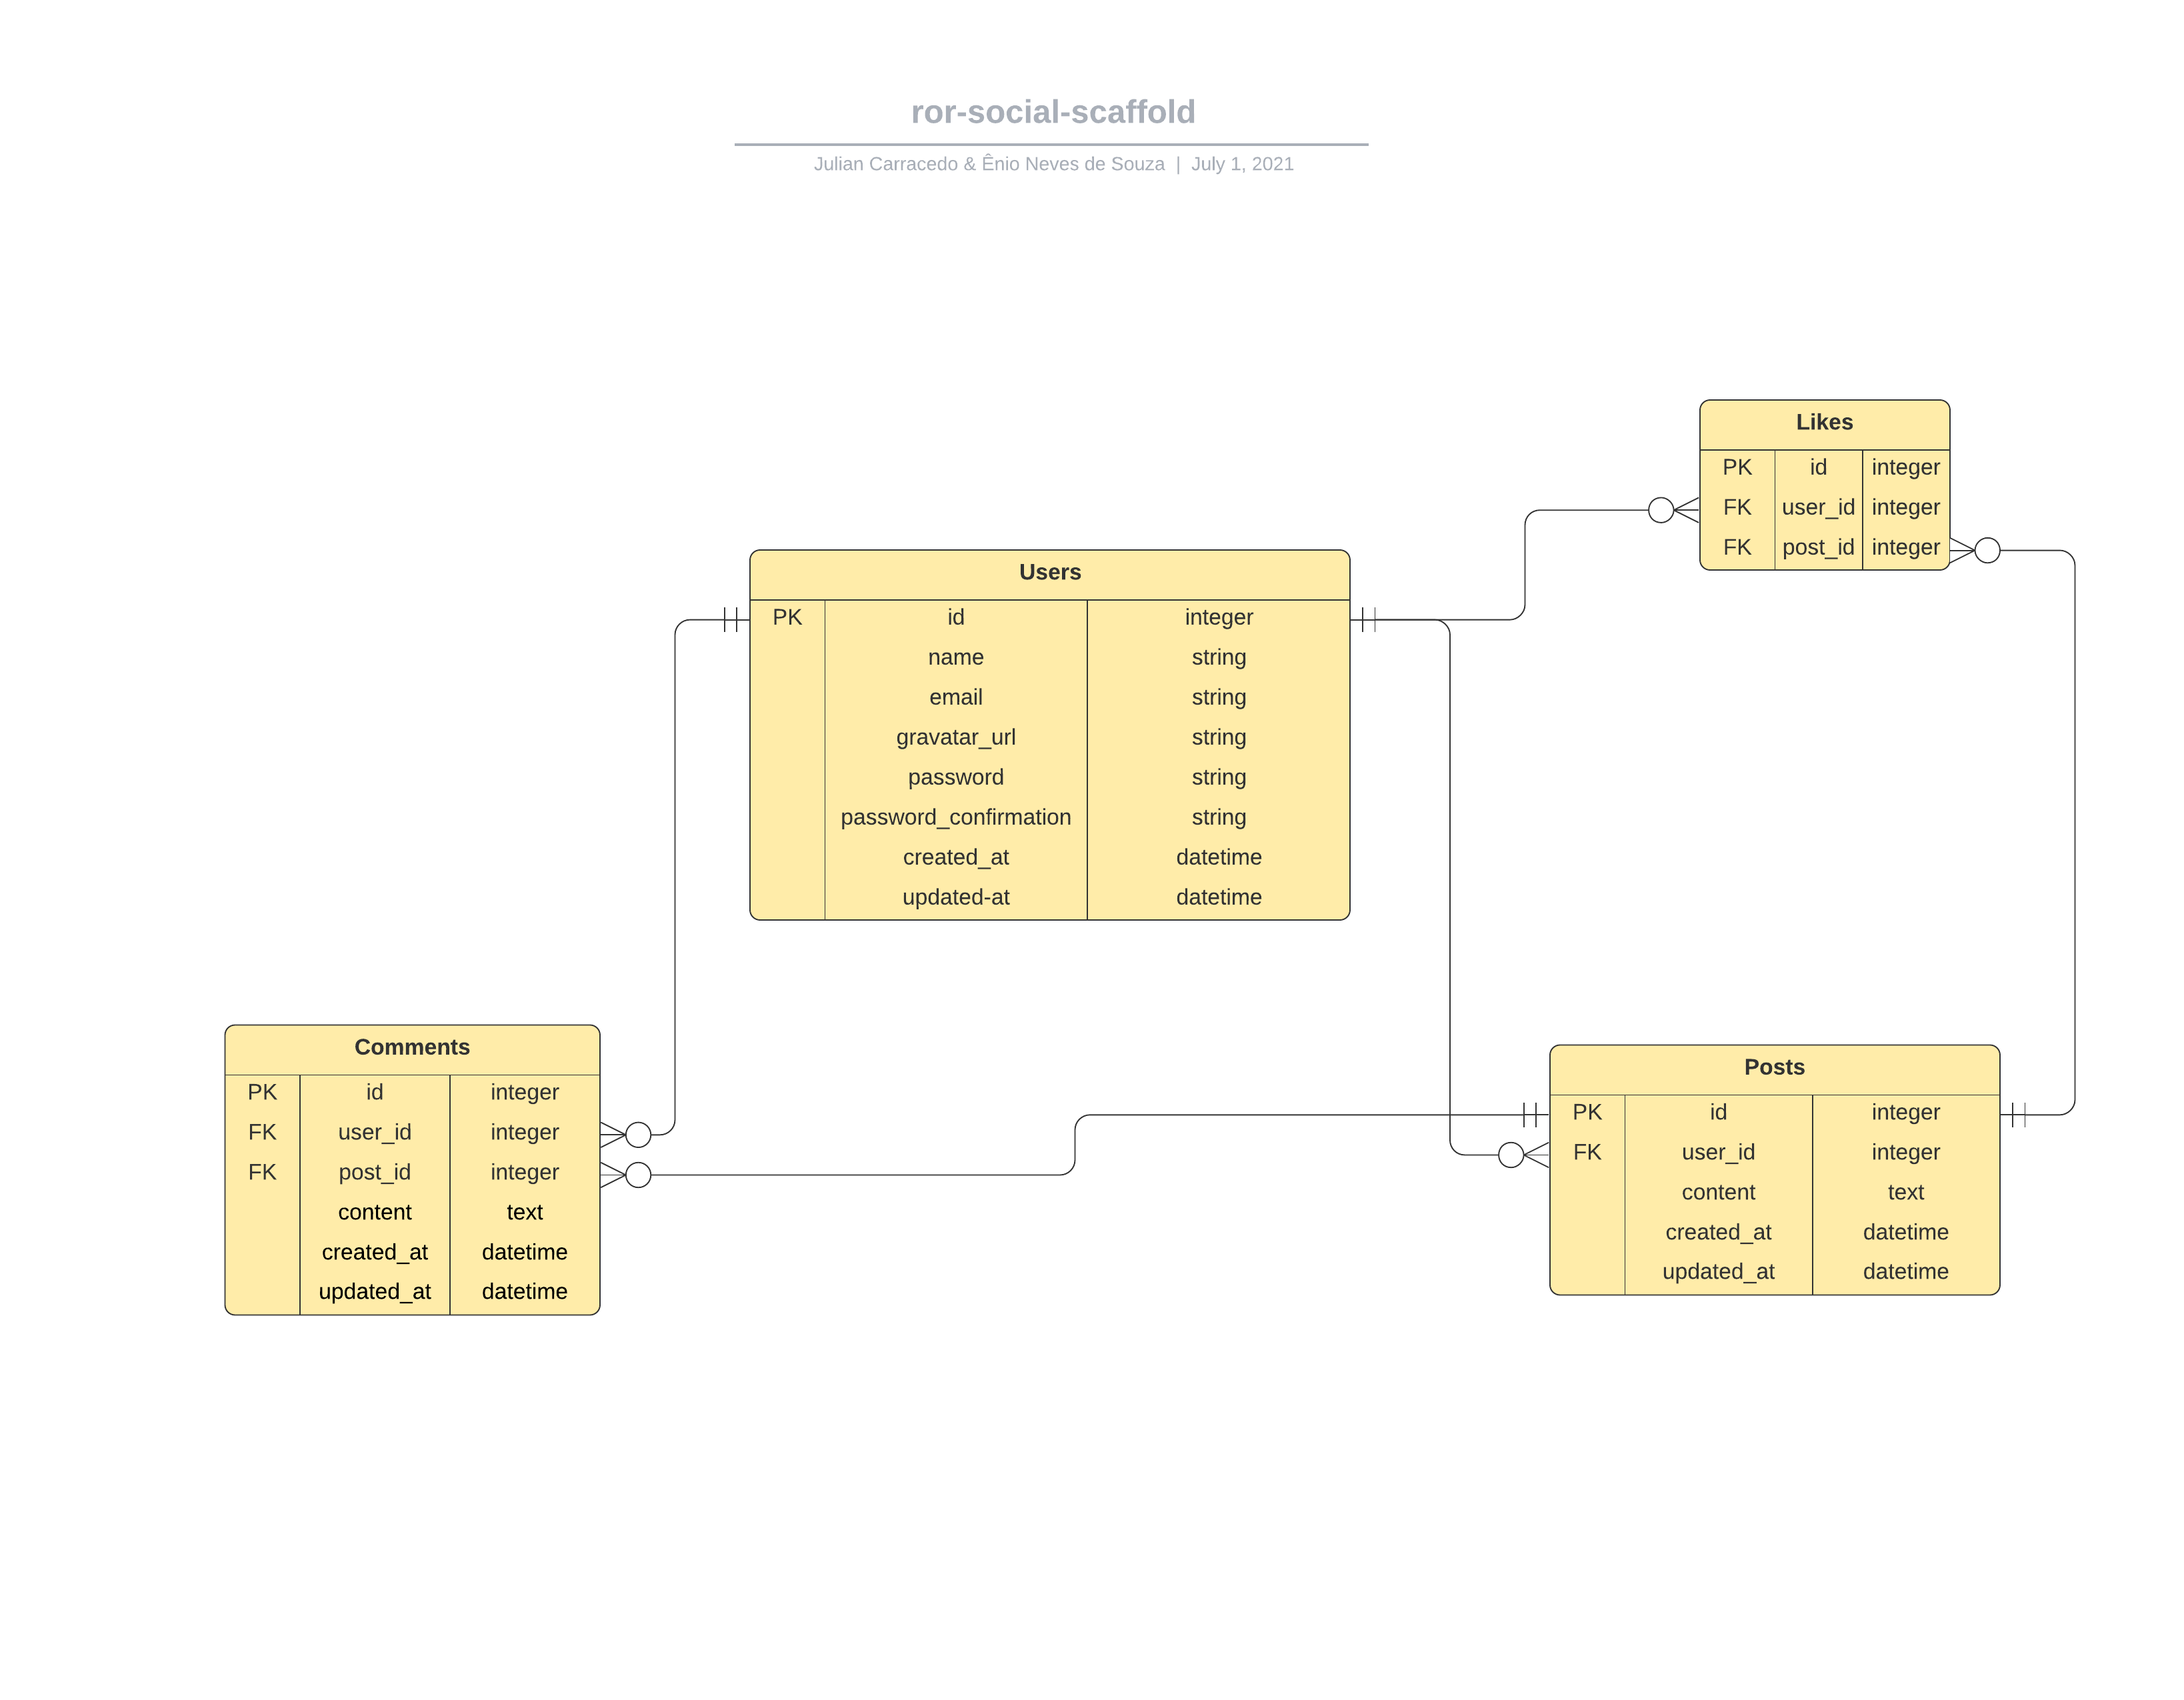 ror-social-scaffold
Julian Carracedo & Ênio Neves de Souza | July 1, 2021
Likes
PK id integer
FK user_id integer
FK post_id integer
Users
PK id integer
name string
email string
gravatar_url string
password string
password_confirmation string
created_at datetime
updated-at datetime
Comments
PK id integer
FK user_id integer
FK post_id integer
content text
created_at datetime
updated_at datetime
Posts
PK id integer
FK user_id integer
content text
created_at datetime
updated_at datetime